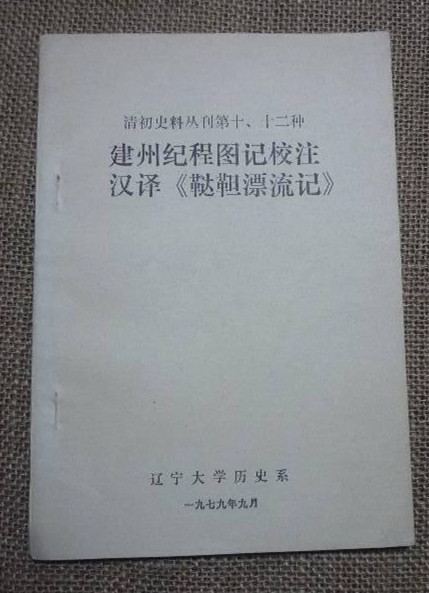 清初史料丛刊第十、十二种
建州纪程图记校注
汉译《鞑靼漂流记》
辽宁大学历史系
一九七九年九月